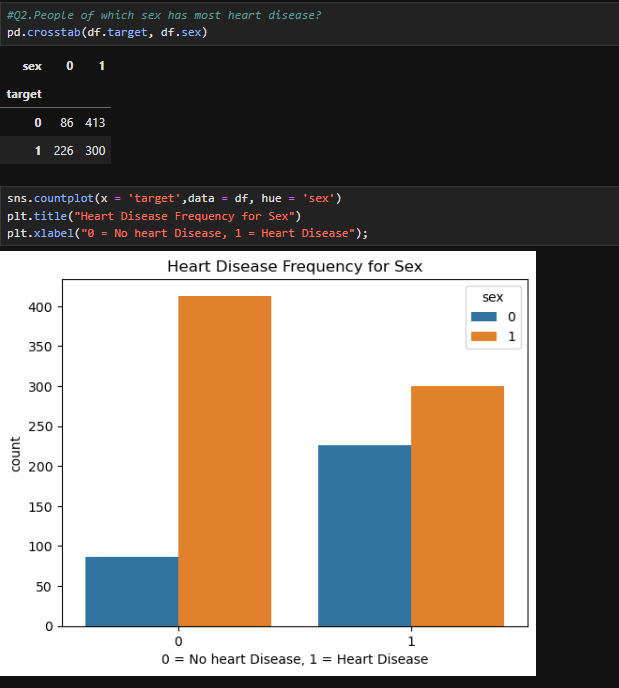 #Q2.People of which sex has most heart disease?
pd.crosstab(df.target, df.sex)
sex 0 1
target
0 86 413
1 226 300
sns.countplot(x = 'target',data = df, hue = 'sex')
plt.title("Heart Disease Frequency for Sex")
plt.xlabel("0 = No heart Disease, 1 = Heart Disease");
Heart Disease Frequency for Sex
sex
0
1
400
350
300
250
200
150
100
50
0
count
0 1
0 = No heart Disease, 1 = Heart Disease